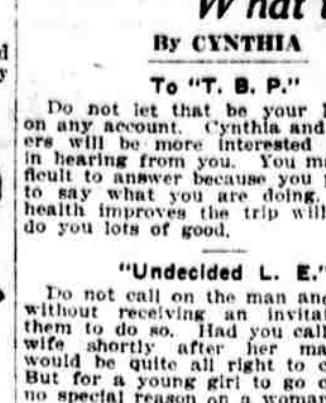 What
By CYNTHIA
To "T. B. P."
Do not let that be your
on any account. Cynthia and
ers will be more interested
in hearing from you. You
ficult to answer because you
to say what you are doing.
health improves the trip will
do you lots of good.
"Undecided L. E."
Do not call on the man and
without receiving an
them to do so. Had you
wife shortly after her
would be quite all right to
But for a young girl to go
no special reason on a woman